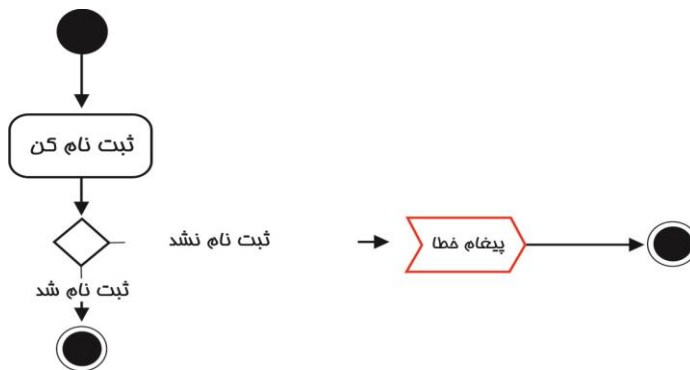 ثبت نام کن
ثبت نام نشد
پیغام خطا
ثبت نام شد